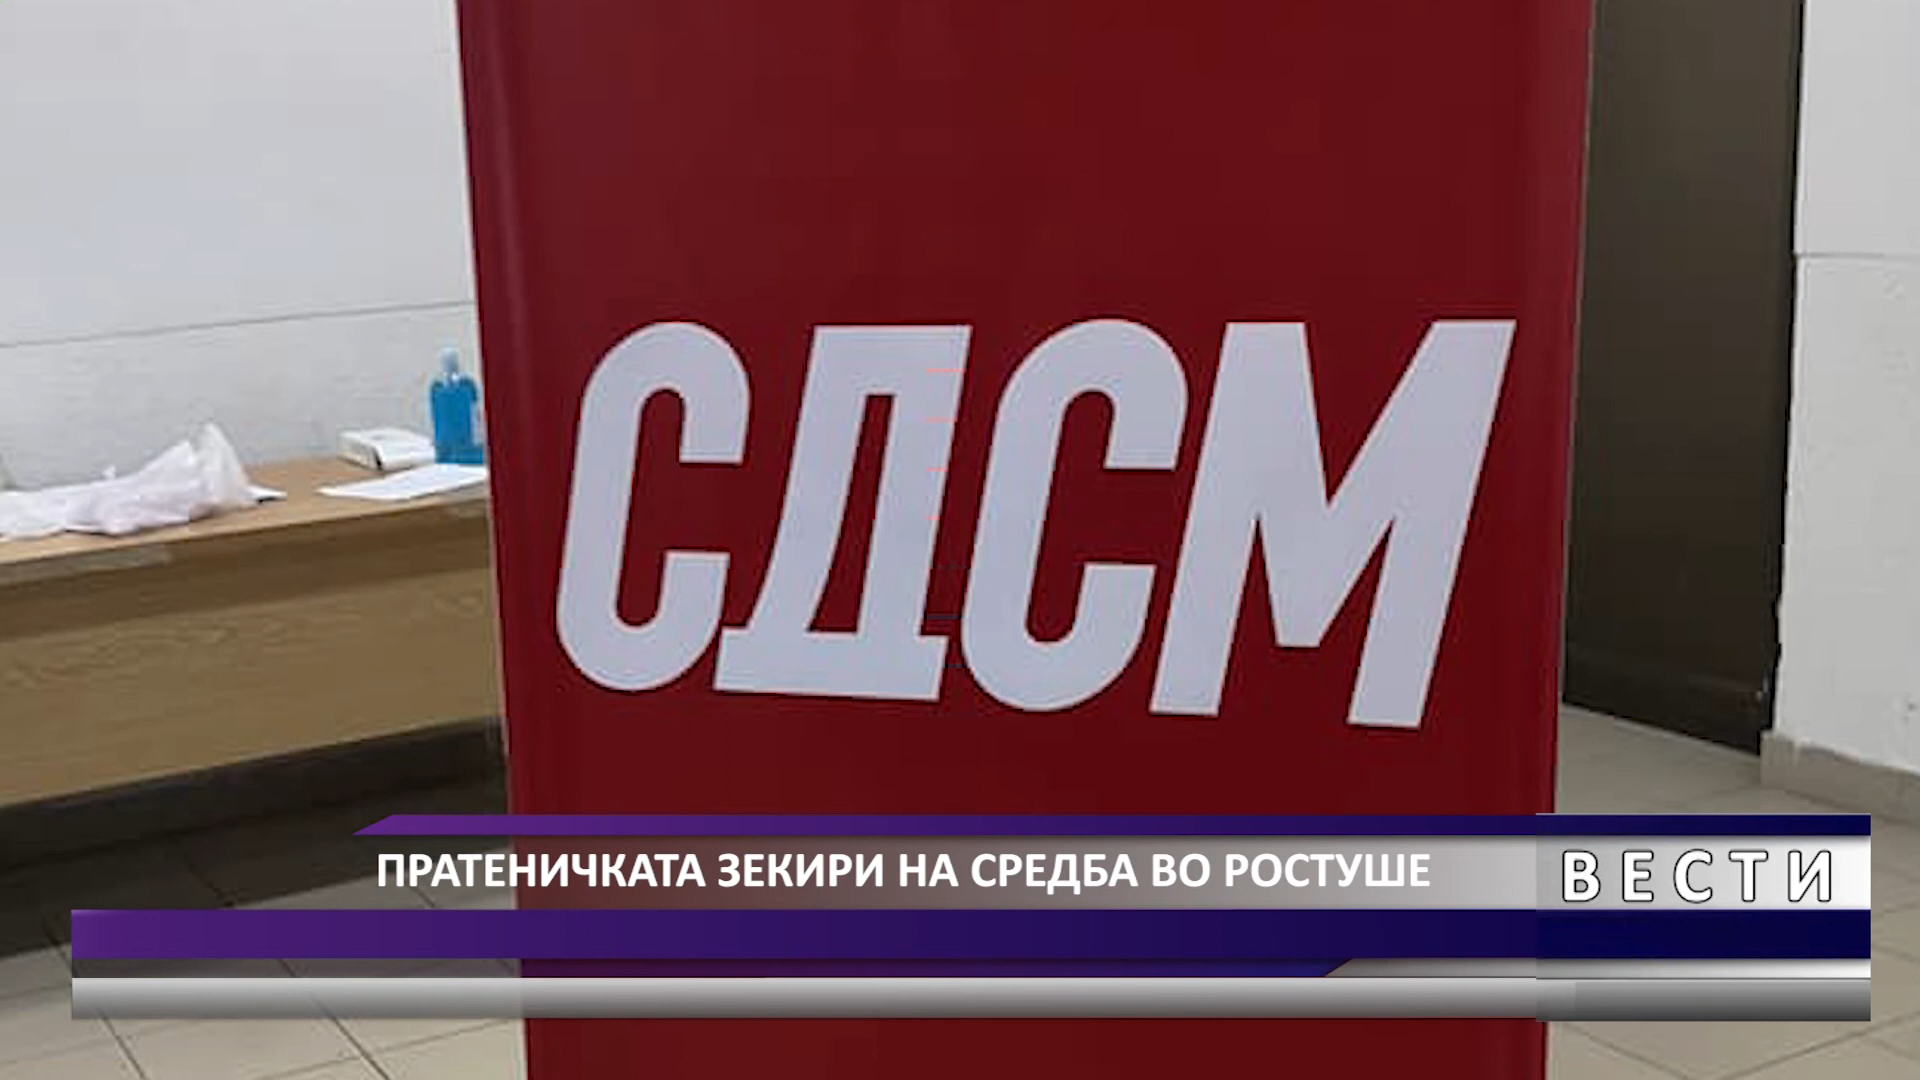 СДСМ
ПРАТЕНИЧКАТА ЗЕКИРИ НА СРЕДБА ВО РОСТУШЕ
ВЕСТИ